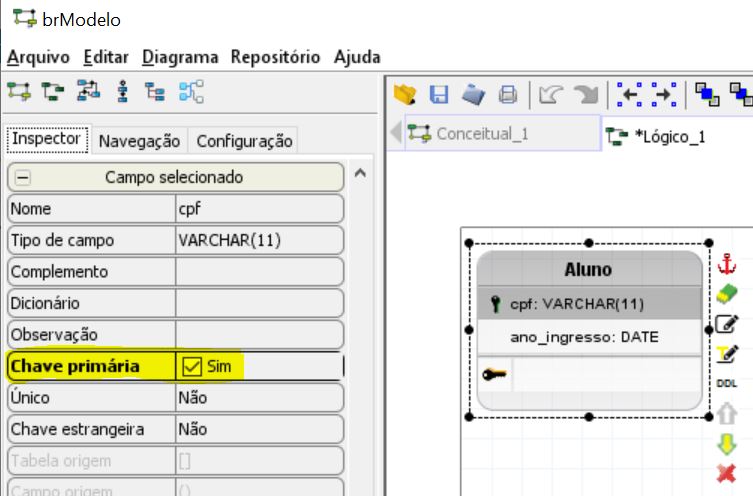 brModelo
Arquivo Editar Diagrama Repositório Ajuda
Inspector Navegação Configuração
Conceitual_1
*Lógico_1
Campo selecionado
Nome cpf
Tipo de campo VARCHAR(11)
Complemento
Dicionário
Observação
Chave primária Sim
Único Não
Chave estrangeira Não
Tabela origem []
Campo origem ()
Aluno
cpf: VARCHAR(11)
ano_ingresso: DATE
DDL